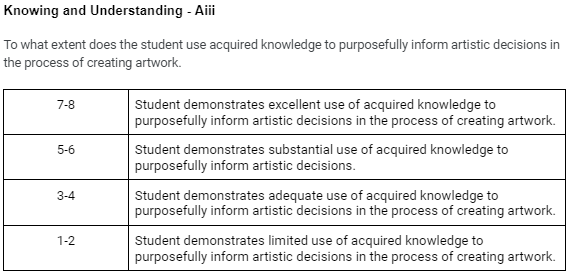 Knowing and Understanding - Aiii
To what extent does the student use acquired knowledge to purposefully inform artistic decisions in
the process of creating artwork.
7-8
Student demonstrates excellent use of acquired knowledge to
purposefully inform artistic decisions in the process of creating artwork.
5-6
Student demonstrates substantial use of acquired knowledge to
purposefully inform artistic decisions.
3-4
Student demonstrates adequate use of acquired knowledge to
purposefully inform artistic decisions in the process of creating artwork.
1-2
Student demonstrates limited use of acquired knowledge to
purposefully inform artistic decisions in the process of creating artwork.